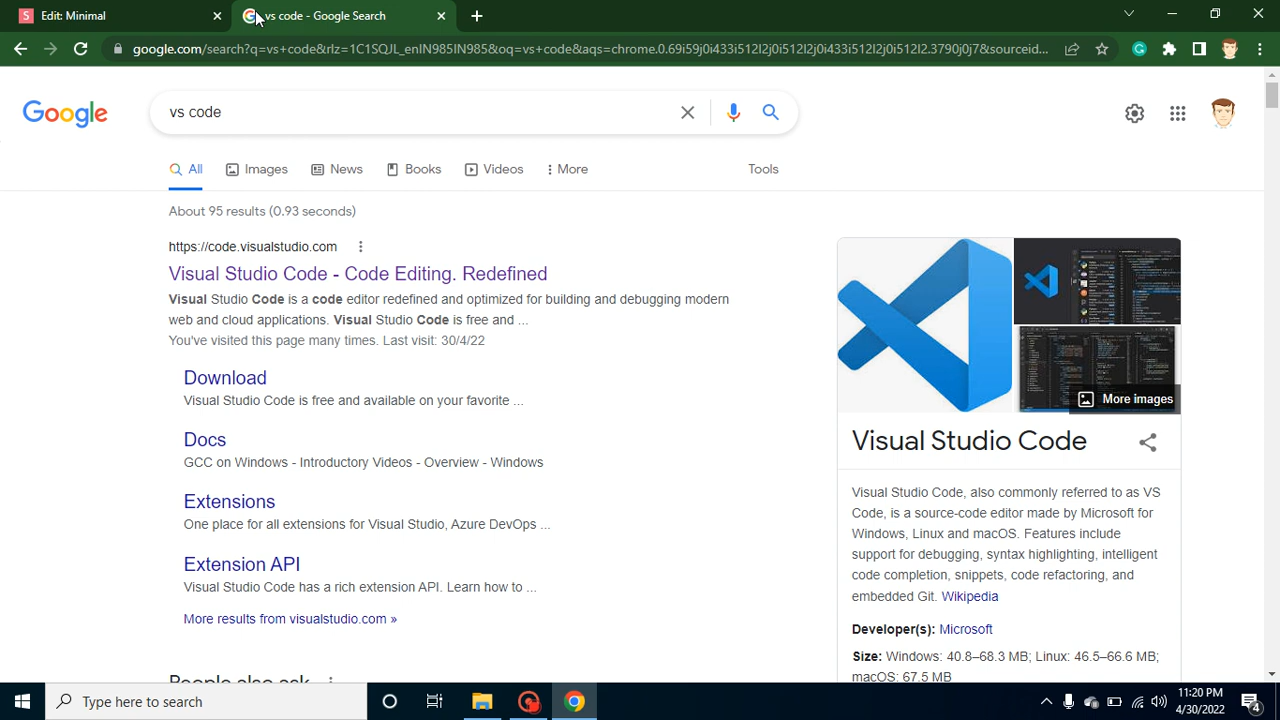 Edit: Minimal
vs code - Google Search
google.com/search?q=vs+code&rlz=1C1SQJL_enIN985IN985&oq=vs+code&aqs=chrome.0.69i59j0i433i512l2j0i512l2j0i433i512j0i512l2.3790j0j7&sourceid...
Google
vs code
All
Images
News
Books
Videos
More
Tools
About 95 results (0.93 seconds)
https://code.visualstudio.com
Visual Studio Code - Code Editing. Redefined
Visual Studio Code is a code editor redefined and optimized for building and debugging modern
web and cloud applications. Visual Studio Code is free and ...
You've visited this page many times. Last visit: 30/4/22
Download
Visual Studio Code is free and available on your favorite ...
Docs
GCC on Windows - Introductory Videos - Overview - Windows
Extensions
One place for all extensions for Visual Studio, Azure DevOps ...
Extension API
Visual Studio Code has a rich extension API. Learn how to ...
More results from visualstudio.com »
People also ask
More images
Visual Studio Code
Visual Studio Code, also commonly referred to as VS
Code, is a source-code editor made by Microsoft for
Windows, Linux and macOS. Features include
support for debugging, syntax highlighting, intelligent
code completion, snippets, code refactoring, and
embedded Git. Wikipedia
Developer(s): Microsoft
Size: Windows: 40.8–68.3 MB; Linux: 46.5–66.6 MB;
macOS: 67.5 MB
Type here to search
11:20 PM
4/30/2022
4